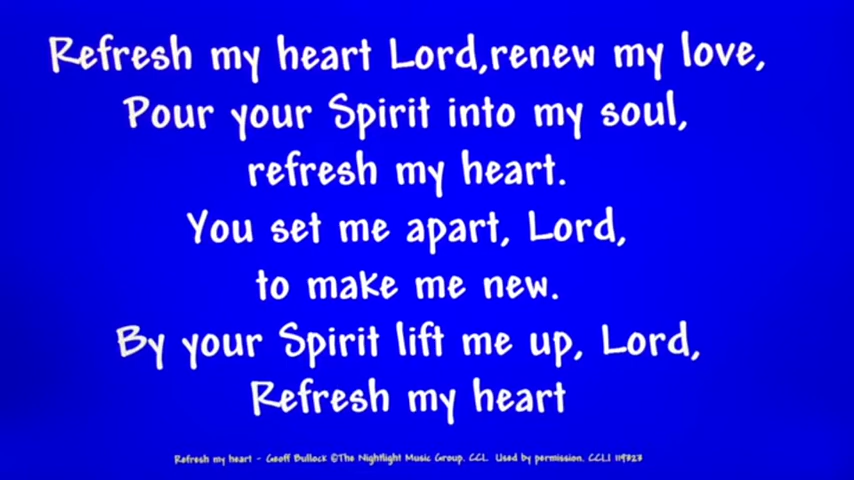 Refresh my heart Lord,renew my love,
Pour your Spirit into my soul,
refresh my heart.
You set me apart, Lord,
to make me new.
By your Spirit lift me up, Lord,
Refresh my heart
Refresh my heart - Geoff Bullock ©The Nightlight Music Group. CCL. Used by permission. CCLI